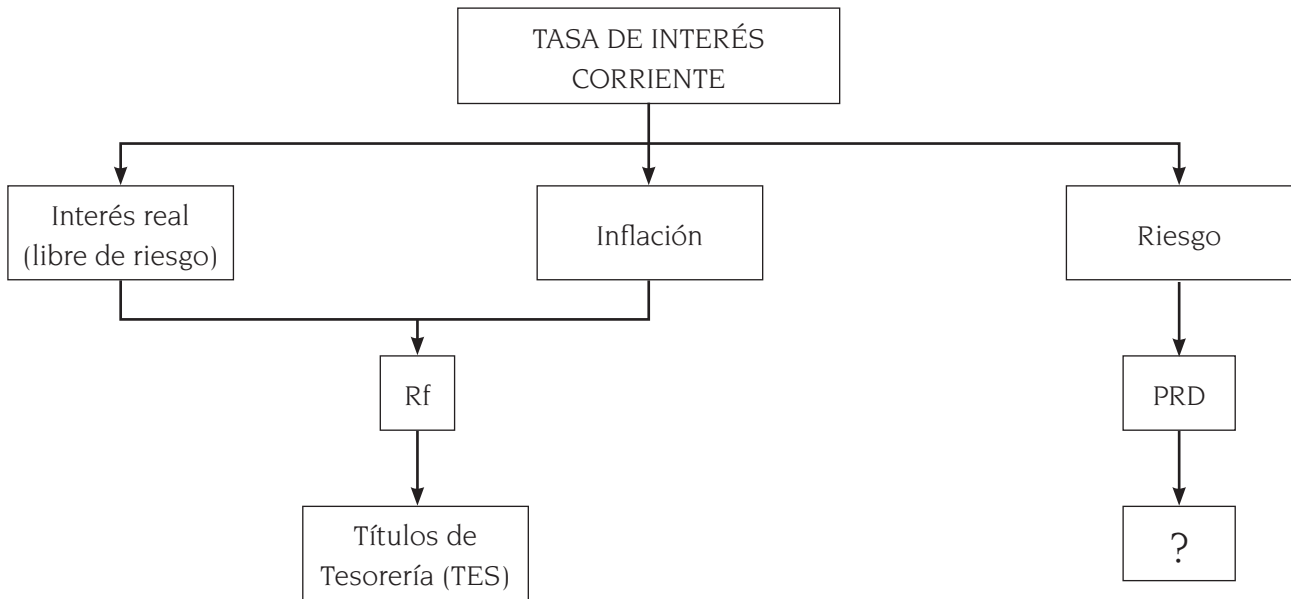 TASA DE INTERÉS
CORRIENTE
Interés real
(libre de riesgo)
Inflación
Riesgo
Rf
PRD
Títulos de
Tesorería (TES)
?